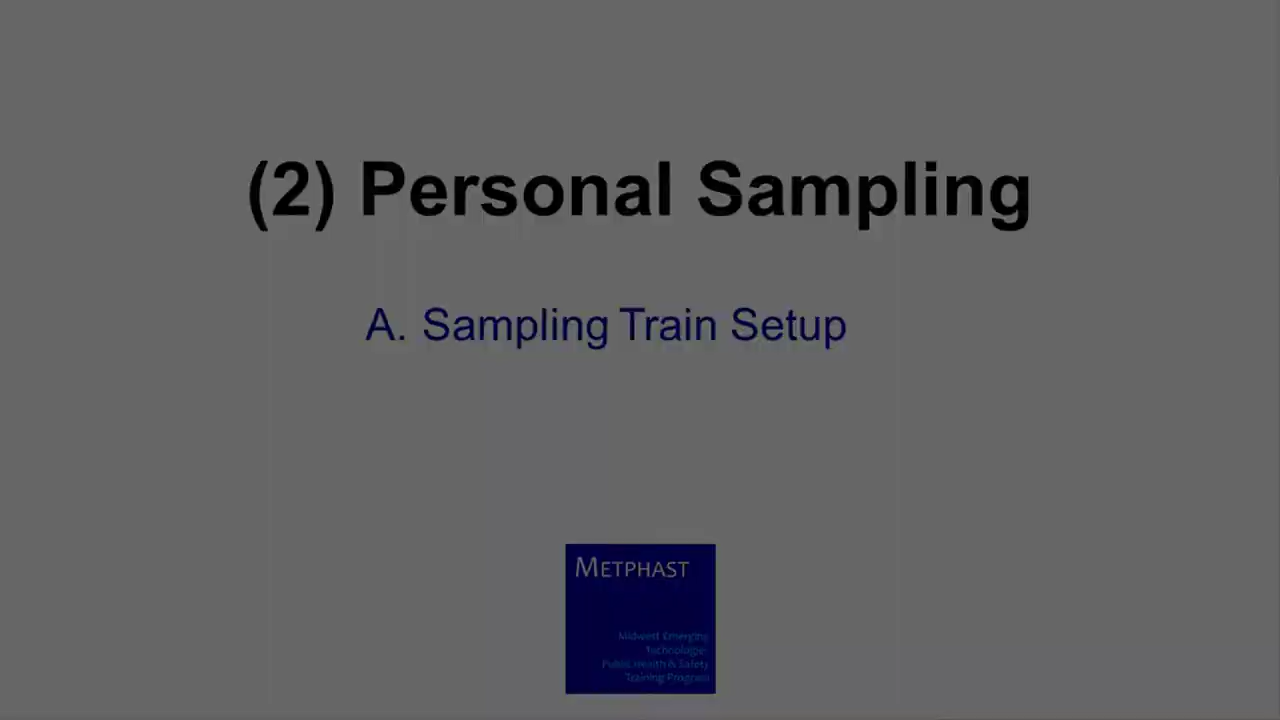 (2) Personal Sampling
A. Sampling Train Setup
METPHAST
Midwest Emerging
Technologies
Public Health & Safety
Training Program